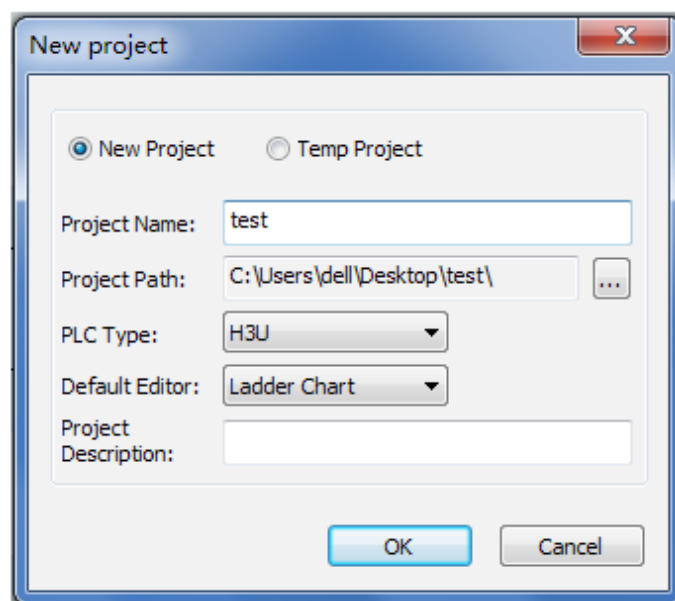 New project
New Project Temp Project
Project Name: test
Project Path: C:\Users\dell\Desktop\test\ ...
PLC Type: H3U
Default Editor: Ladder Chart
Project
Description:
OK Cancel